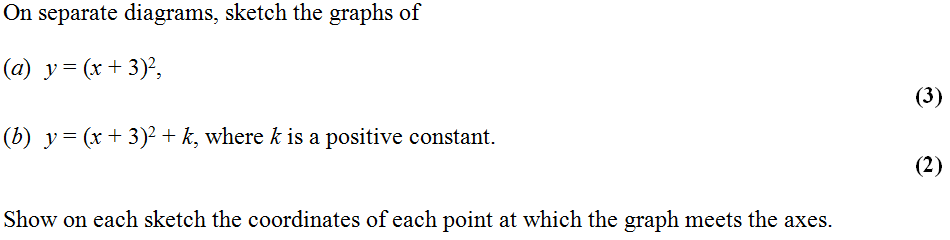 On separate diagrams, sketch the graphs of
(a) y = (x + 3)²,
(3)
(b) y = (x + 3)² + k, where k is a positive constant.
(2)
Show on each sketch the coordinates of each point at which the graph meets the axes.